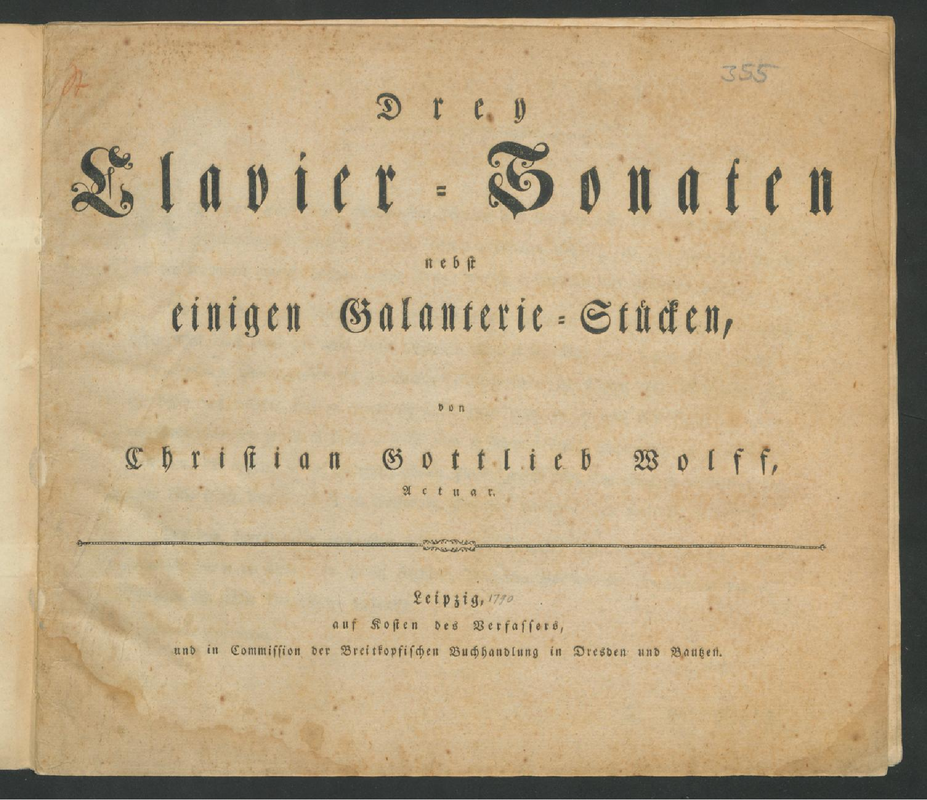 355
Drey
Clavier-Sonaten
nebst
einigen Galanterie-Stücken,
von
Christian Gottlieb Wolff,
Actuar.
Leipzig, 1790
auf Kosten des Verfassers,
und in Commission der Breitkopfischen Buchhandlung in Dresden und Bautzen.